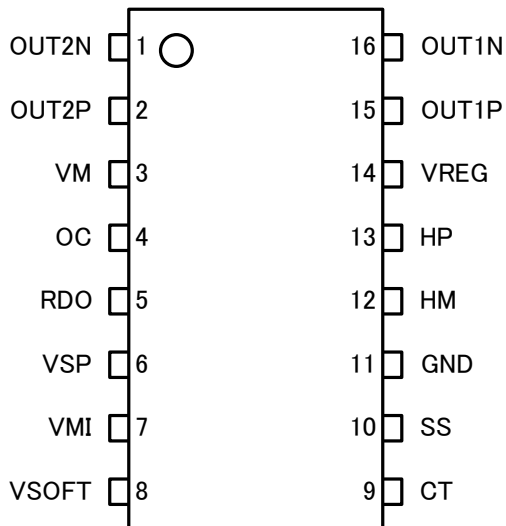 OUT2N 1 16 OUT1N
OUT2P 2 15 OUT1P
VM 3 14 VREG
OC 4 13 HP
RDO 5 12 HM
VSP 6 11 GND
VMI 7 10 SS
VSOFT 8 9 CT